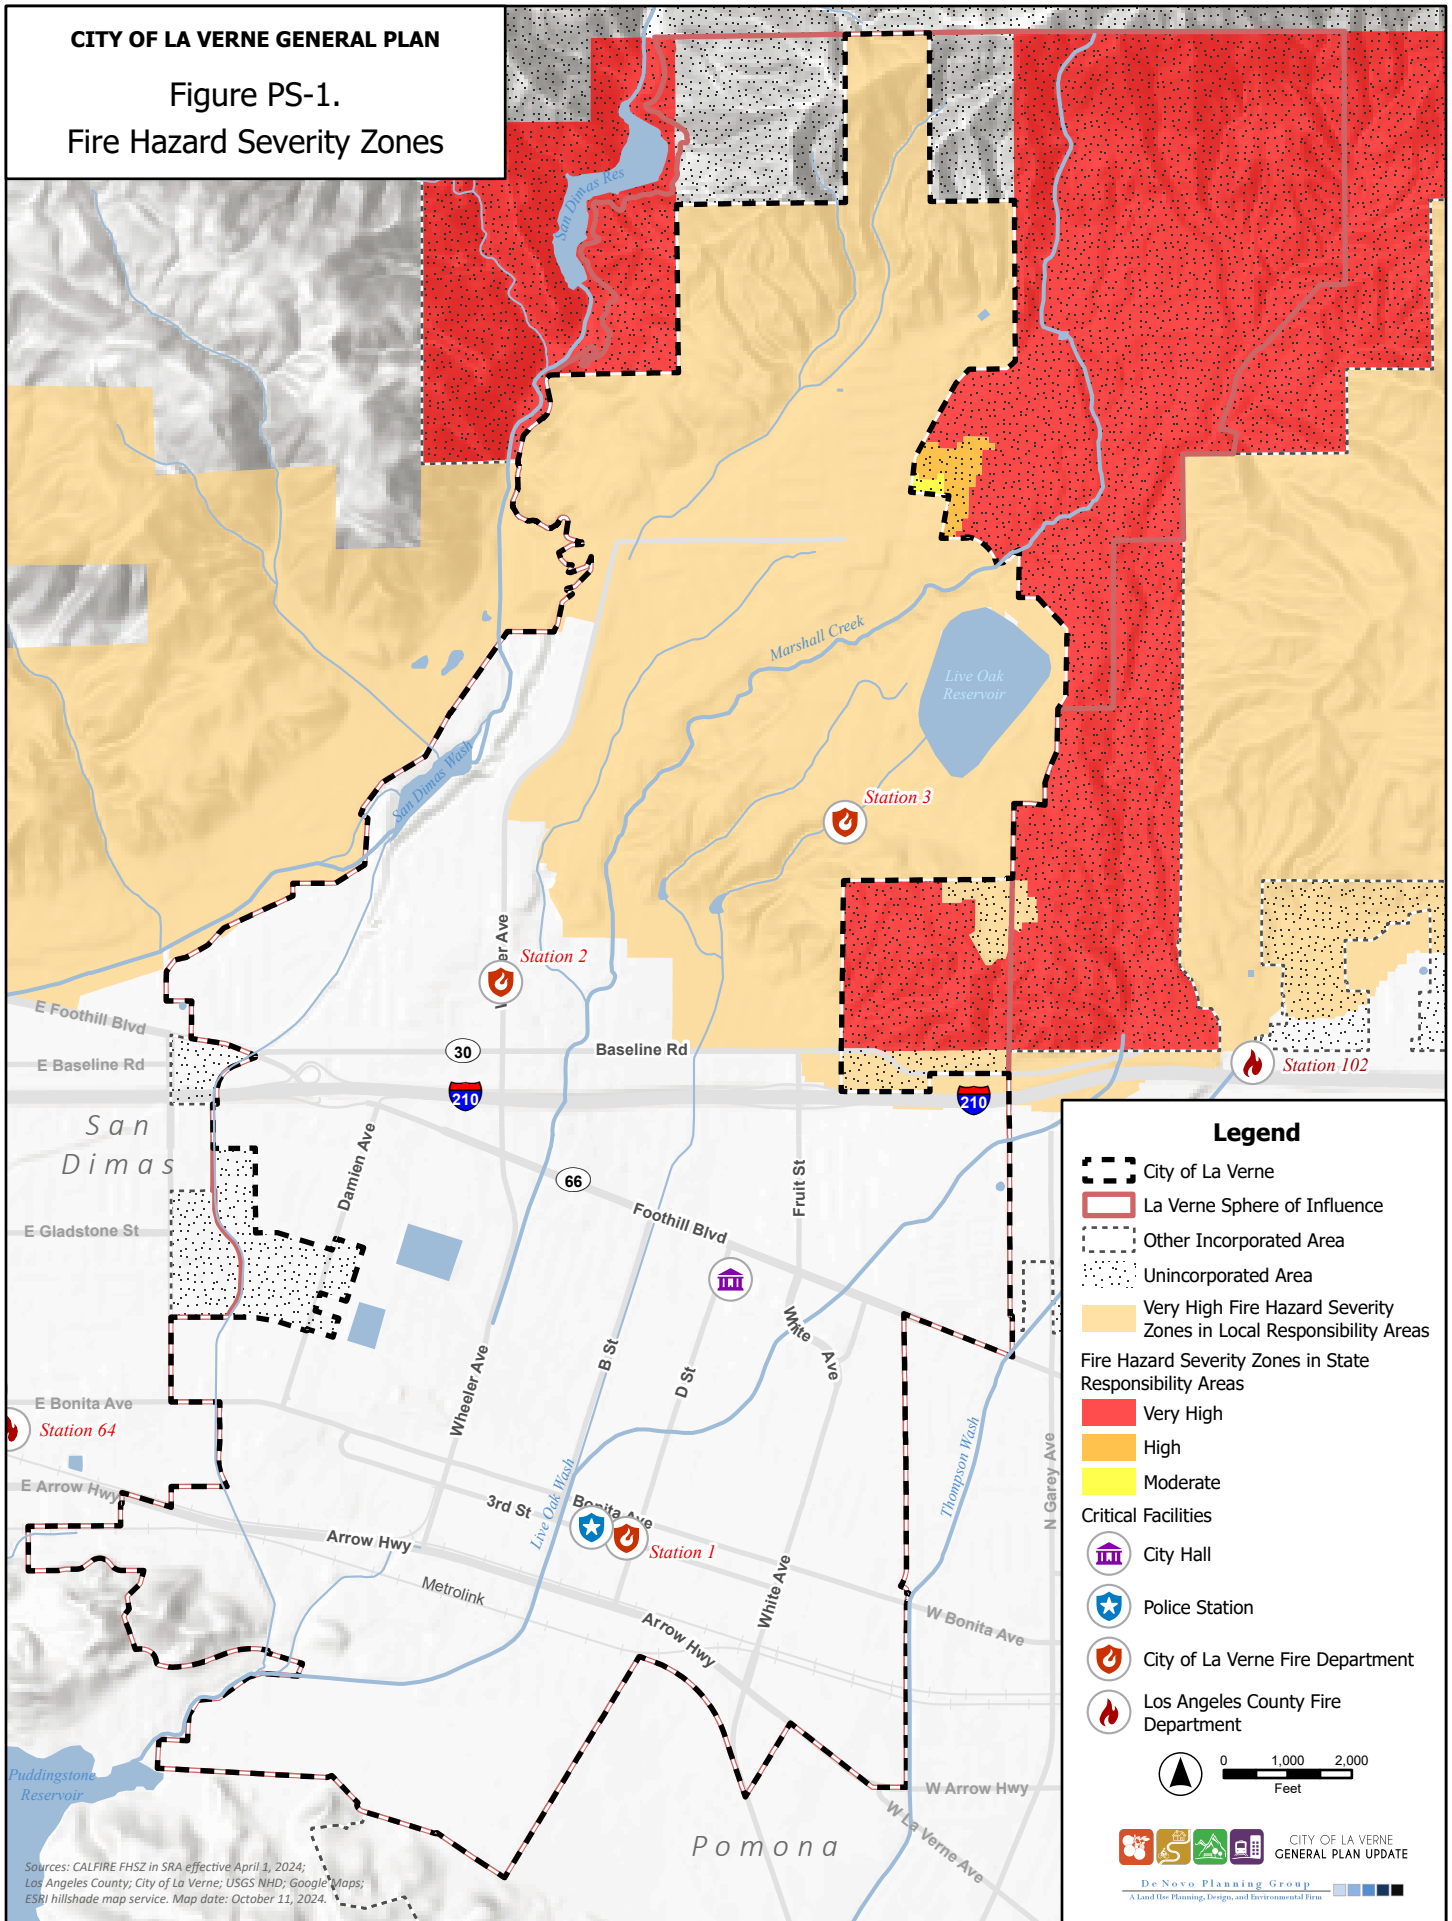 CITY OF LA VERNE GENERAL PLAN
Figure PS-1.
Fire Hazard Severity Zones
San Dimas Res
Marshall Creek
Live Oak
Reservoir
San Dimas Wash
Station 3
Station 2
er Ave
E Foothill Blvd
E Baseline Rd
30
Baseline Rd
210
210
Station 102
San
Dimas
Damien Ave
66
Foothill Blvd
Fruit St
E Gladstone St
White
Ave
B St
D St
Wheeler Ave
E Bonita Ave
Station 64
E Arrow Hwy
Arrow Hwy
3rd St
Bonita Ave
Live Oak Wash
Station 1
Thompson Wash
N Garey Ave
Metrolink
Arrow Hwy
White Ave
W Bonita Ave
W Arrow Hwy
W La Verne Ave
Puddingstone
Reservoir
Pomona
Sources: CALFIRE FHSZ in SRA effective April 1, 2024;
Los Angeles County; City of La Verne; USGS NHD; Google Maps;
ESRI hillshade map service. Map date: October 11, 2024.
Legend
City of La Verne
La Verne Sphere of Influence
Other Incorporated Area
Unincorporated Area
Very High Fire Hazard Severity
Zones in Local Responsibility Areas
Fire Hazard Severity Zones in State
Responsibility Areas
Very High
High
Moderate
Critical Facilities
City Hall
Police Station
City of La Verne Fire Department
Los Angeles County Fire
Department
0 1,000 2,000
Feet
CITY OF LA VERNE
GENERAL PLAN UPDATE
De Novo Planning Group
A Land Use Planning, Design, and Environmental Firm